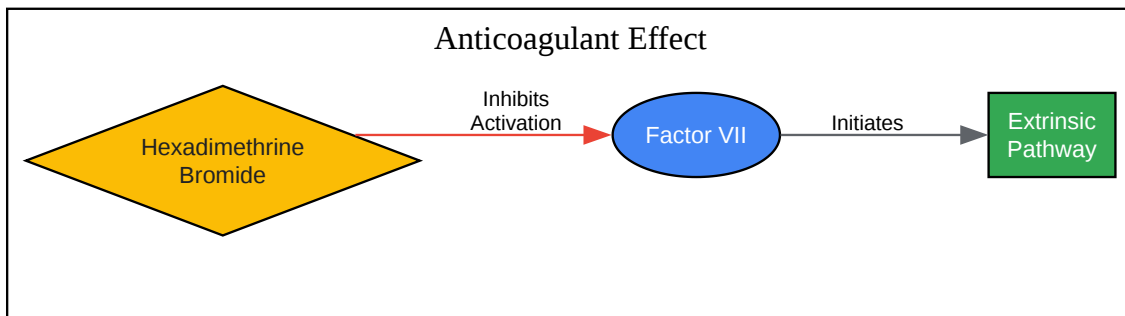 Anticoagulant Effect
Hexadimethrine
Bromide
Inhibits
Activation
Factor VII
Initiates
Extrinsic
Pathway